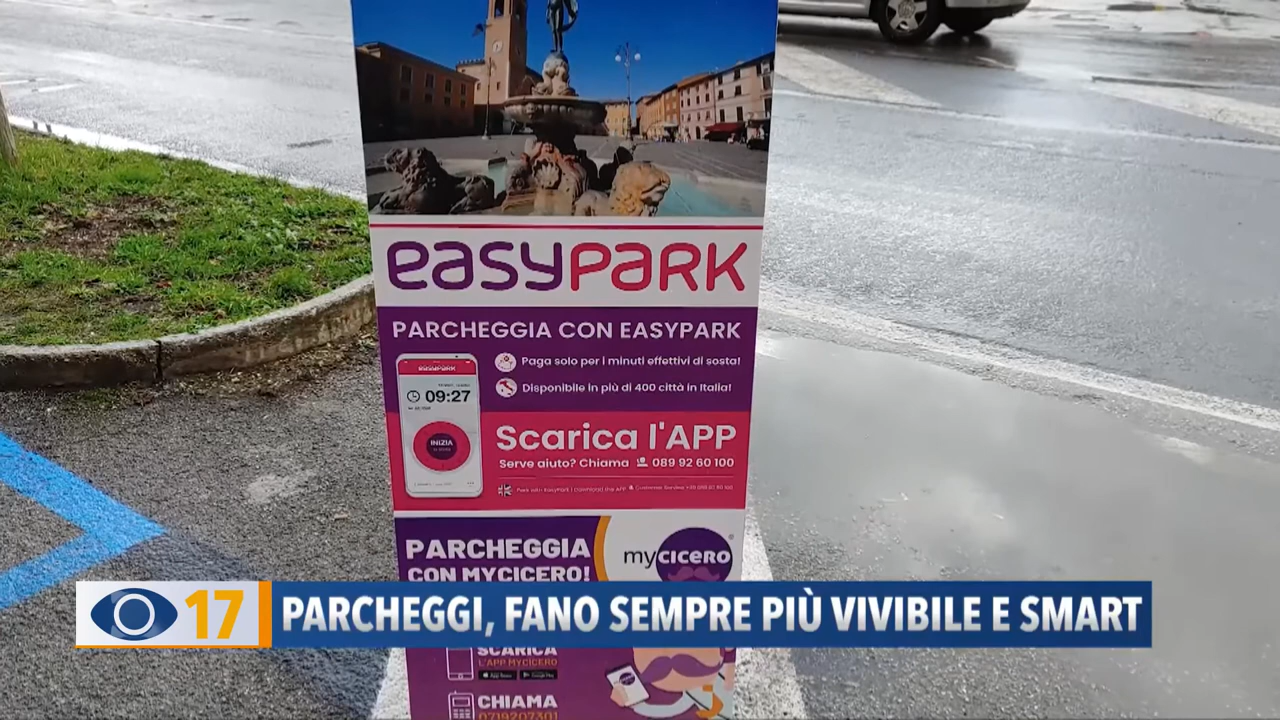 easypark
PARCHEGGIA CON EASYPARK
Paga solo per i minuti effettivi di sosta!
Disponibile in più di 400 città in Italia!
easypark
09:27
INIZIA
Scarica l'APP
Serve aiuto? Chiama 089 92 60 100
PARCHEGGIA
CON MYCICERO!
myCICERO
17 PARCHEGGI, FANO SEMPRE PIÙ VIVIBILE E SMART
SCARICA
L'APP MYCICERO
CHIAMA
0719207301